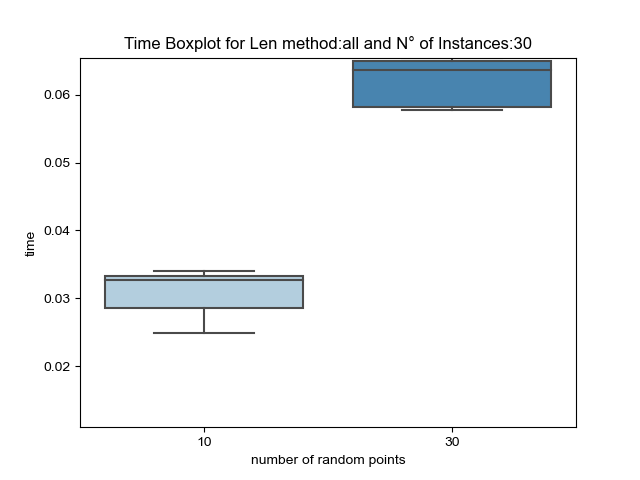 Time Boxplot for Len method:all and N° of Instances:30
0.06
0.05
0.04
0.03
0.02
time
10
30
number of random points